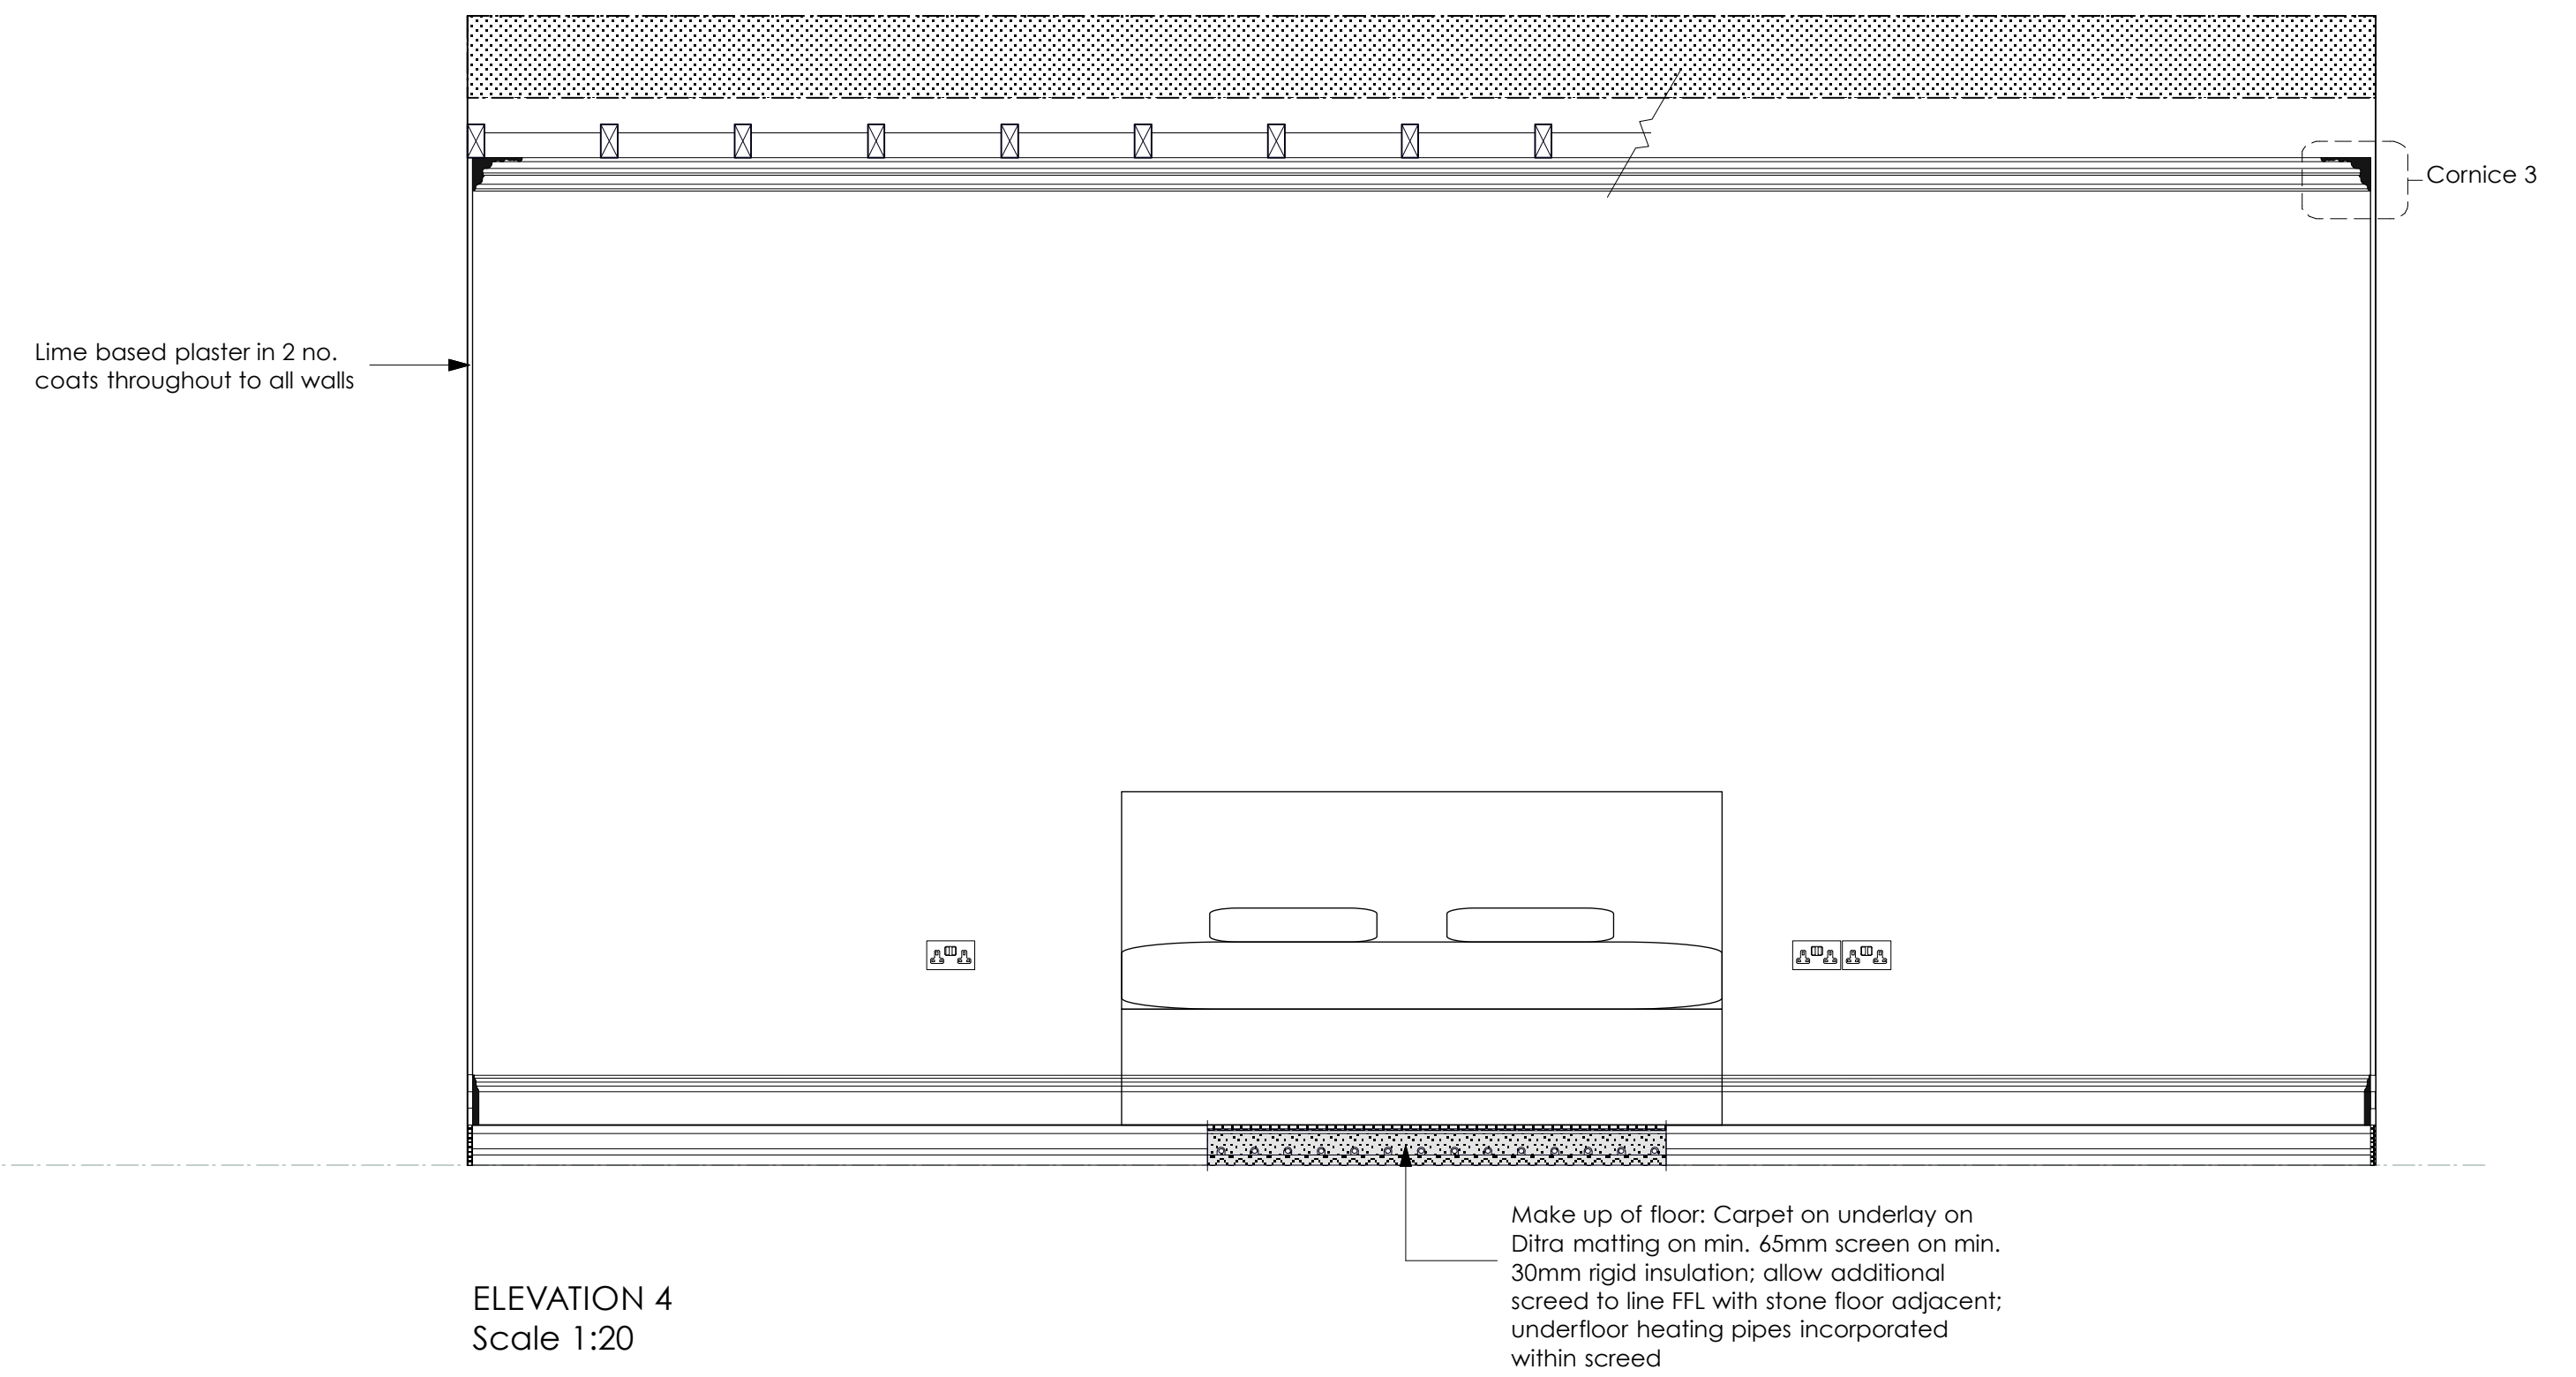 Cornice 3
Lime based plaster in 2 no.
coats throughout to all walls
Make up of floor: Carpet on underlay on
Ditra matting on min. 65mm screen on min.
30mm rigid insulation; allow additional
screed to line FFL with stone floor adjacent;
underfloor heating pipes incorporated
within screed
ELEVATION 4
Scale 1:20